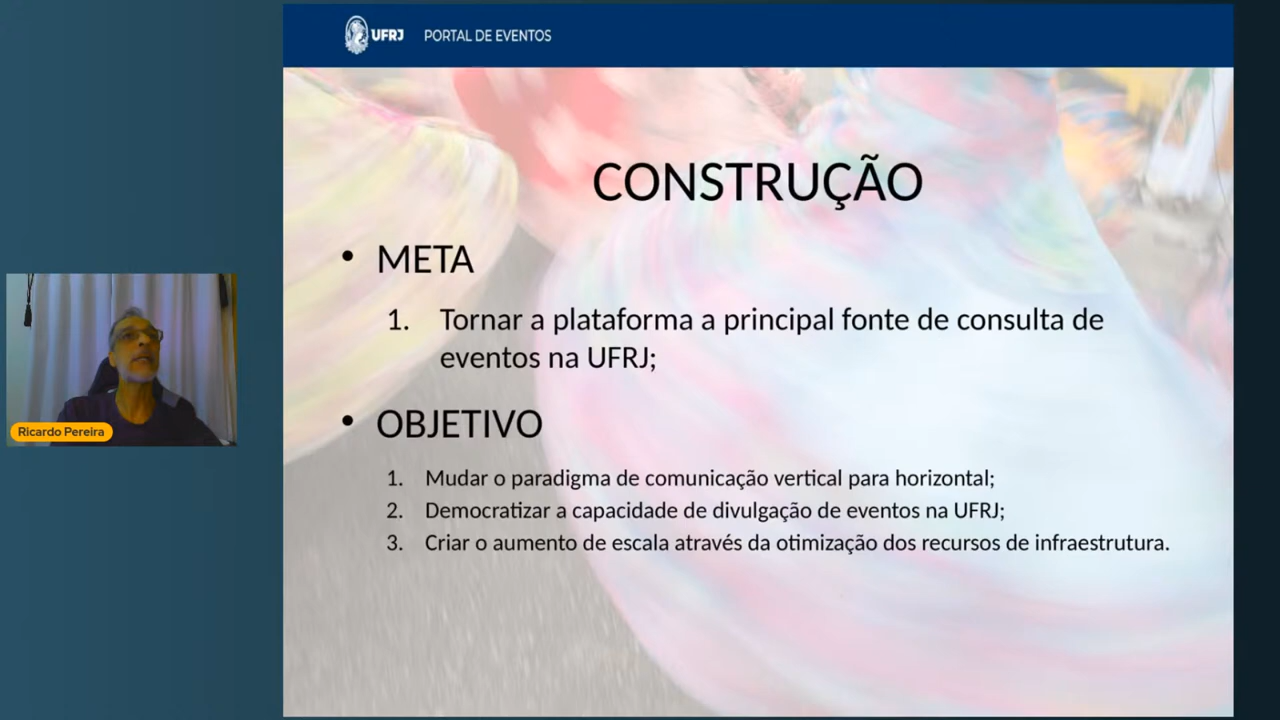 UFRJ PORTAL DE EVENTOS
CONSTRUÇÃO
• META
1. Tornar a plataforma a principal fonte de consulta de
eventos na UFRJ;
• OBJETIVO
1. Mudar o paradigma de comunicação vertical para horizontal;
2. Democratizar a capacidade de divulgação de eventos na UFRJ;
3. Criar o aumento de escala através da otimização dos recursos de infraestrutura.
Ricardo Pereira